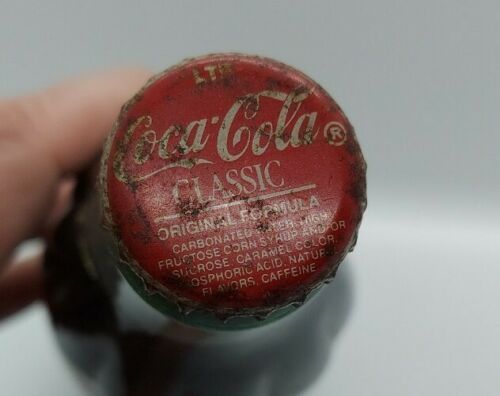 Coca-Cola ®
CLASSIC
ORIGINAL FORMULA
CARBONATED WATER, HIGH
FRUCTOSE CORN SYRUP AND/OR
SUCROSE, CARAMEL COLOR,
PHOSPHORIC ACID, NATURAL
FLAVORS, CAFFEINE